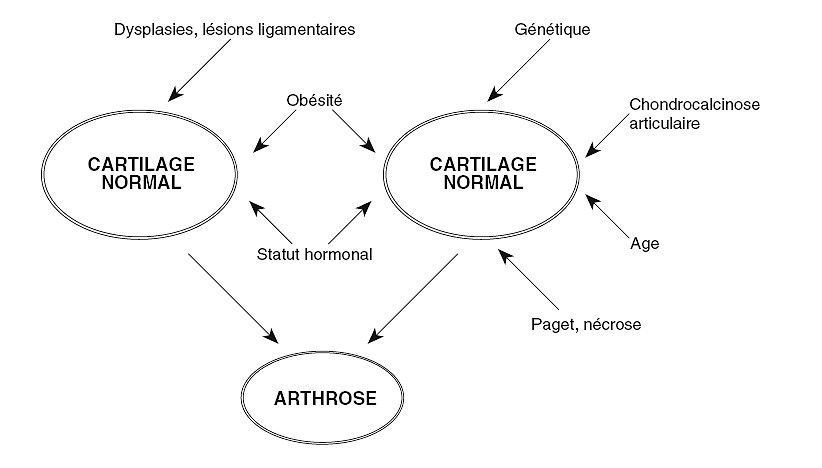 Dysplasies, lésions ligamentaires
Génétique
Obésité
Chondrocalcinose
articulaire
CARTILAGE
NORMAL
CARTILAGE
NORMAL
Statut hormonal
Age
Paget, nécrose
ARTHROSE